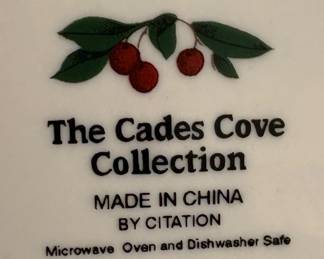 The Cades Cove
Collection
MADE IN CHINA
BY CITATION
Microwave Oven and Dishwasher Safe